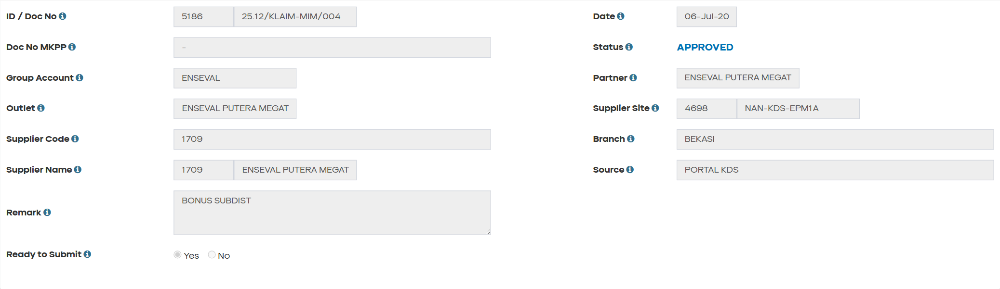 ID / Doc No 5186 25.12/KLAIM-MIM/004 Date 06-Jul-20
Doc No MKPP - Status APPROVED
Group Account ENSEVAL Partner ENSEVAL PUTERA MEGAT
Outlet ENSEVAL PUTERA MEGAT Supplier Site 4698 NAN-KDS-EPM1A
Supplier Code 1709 Branch BEKASI
Supplier Name 1709 ENSEVAL PUTERA MEGAT Source PORTAL KDS
Remark BONUS SUBDIST
Ready to Submit Yes No